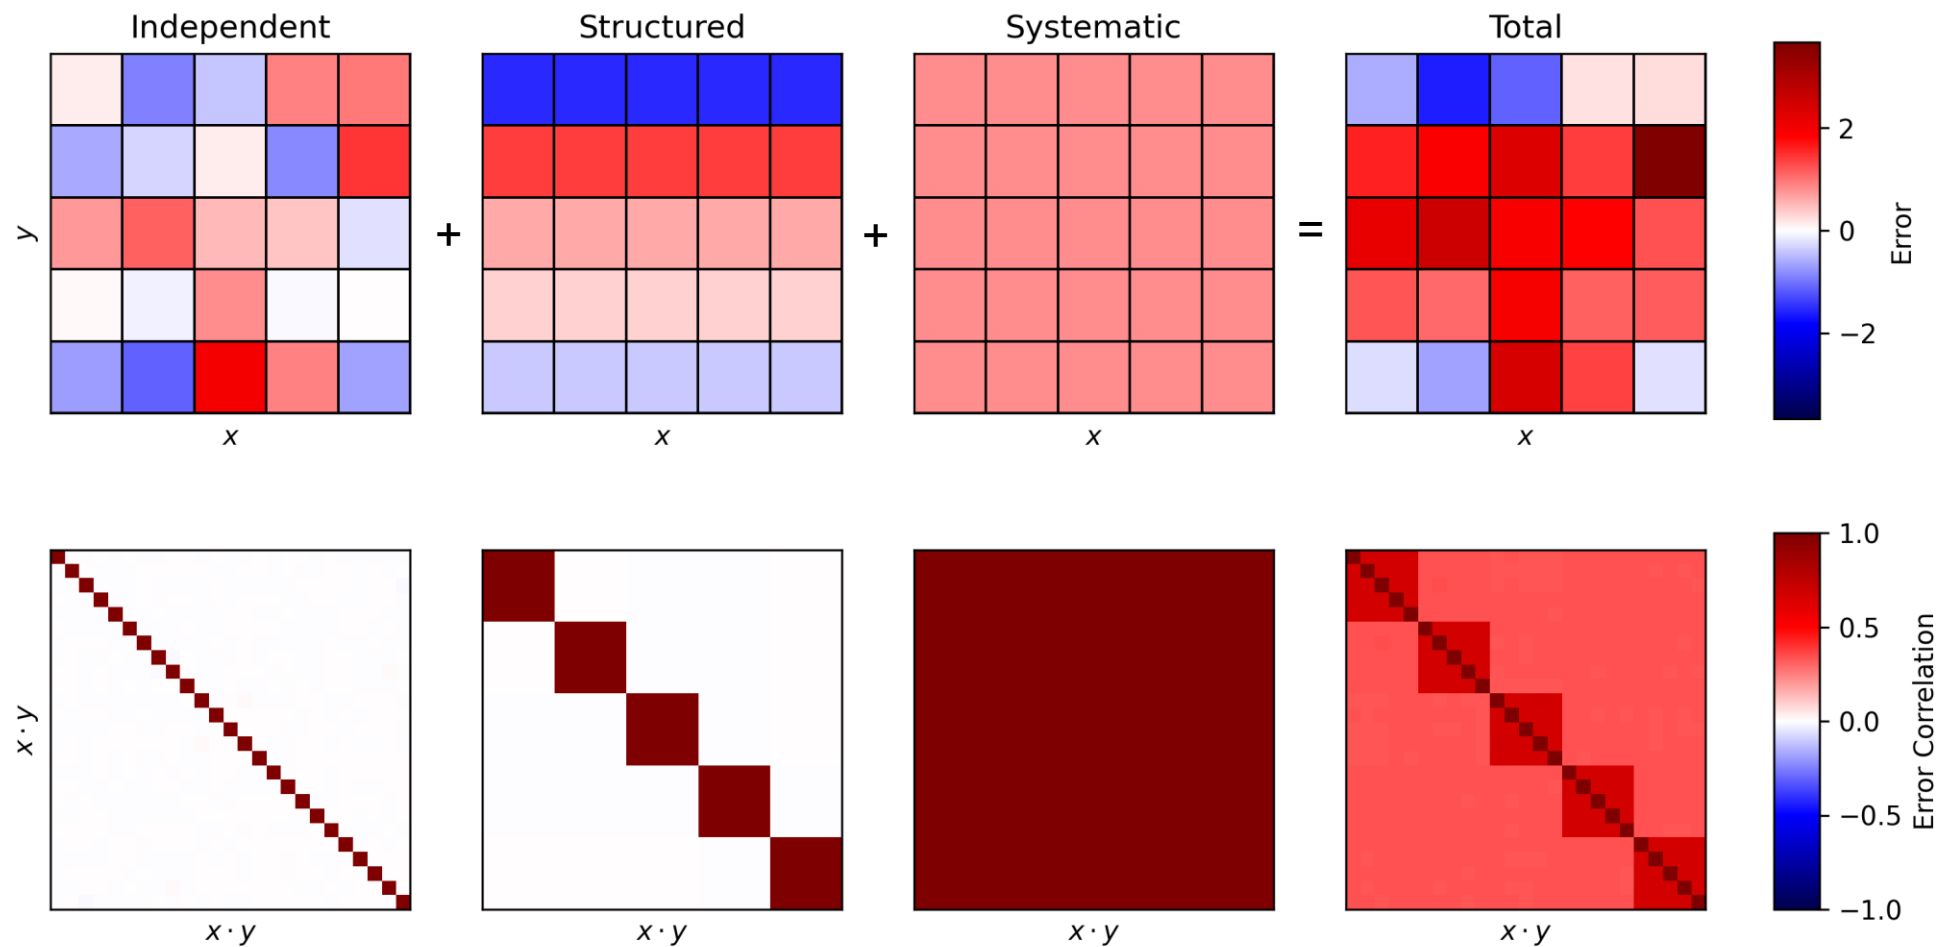 Independent
Structured
Systematic
Total
y
+
+
=
x
x
x
x
2
0
−2
Error
x · y
x · y
x · y
x · y
x · y
1.0
0.5
0.0
−0.5
−1.0
Error Correlation